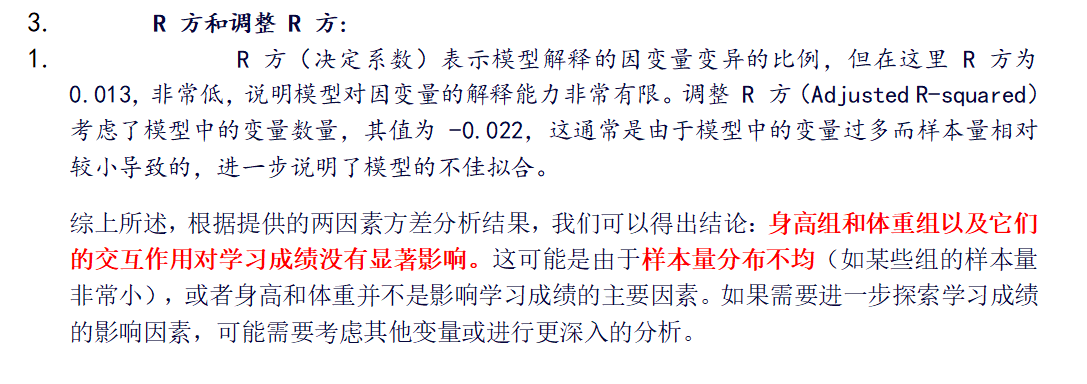 3. R 方和调整 R 方：
1. R 方（决定系数）表示模型解释的因变量变异的比例，但在这里 R 方为
0.013，非常低，说明模型对因变量的解释能力非常有限。调整 R 方（Adjusted R-squared）
考虑了模型中的变量数量，其值为 -0.022，这通常是由于模型中的变量过多而样本量相对
较小导致的，进一步说明了模型的不佳拟合。
综上所述，根据提供的两因素方差分析结果，我们可以得出结论：身高组和体重组以及它们
的交互作用对学习成绩没有显著影响。这可能是由于样本量分布不均（如某些组的样本量
非常小），或者身高和体重并不是影响学习成绩的主要因素。如果需要进一步探索学习成绩
的影响因素，可能需要考虑其他变量或进行更深入的分析。